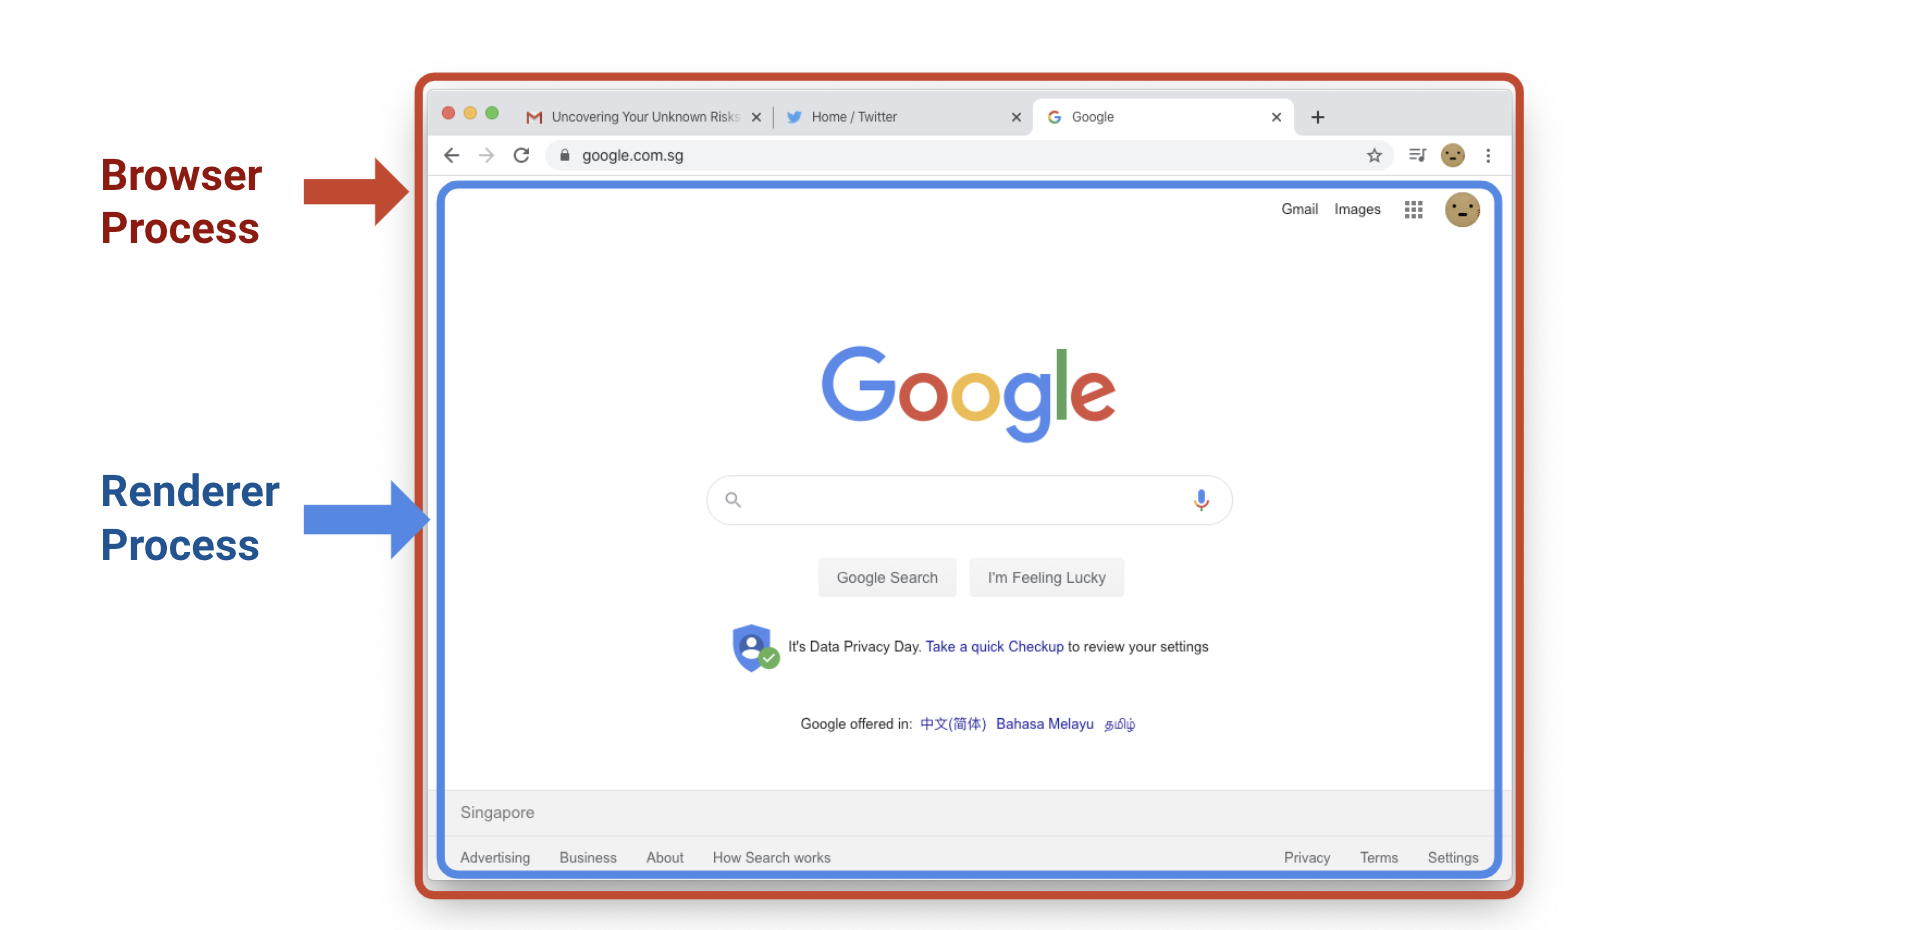 Uncovering Your Unknown Risks
Home / Twitter
Google
google.com.sg
Browser
Process
Gmail Images
Google
Renderer
Process
Google Search I'm Feeling Lucky
It's Data Privacy Day. Take a quick Checkup to review your settings
Google offered in: 中文(简体) Bahasa Melayu தமிழ்
Singapore
Advertising Business About How Search works Privacy Terms Settings